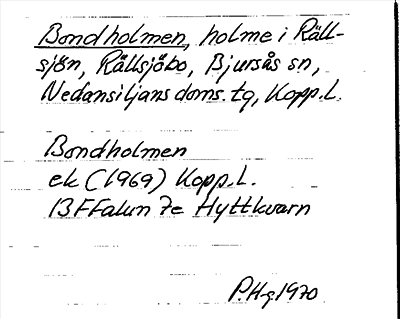 Bondholmen, holme i Räll-
sjön, Rällsjöbo, Bjursås sn,
Nedansiljans doms. tg, Kopp.L.
Bondholmen
ek (1969) Kopp.L.
13F Falun 7e Hyttkvarn
P.Hg 1970